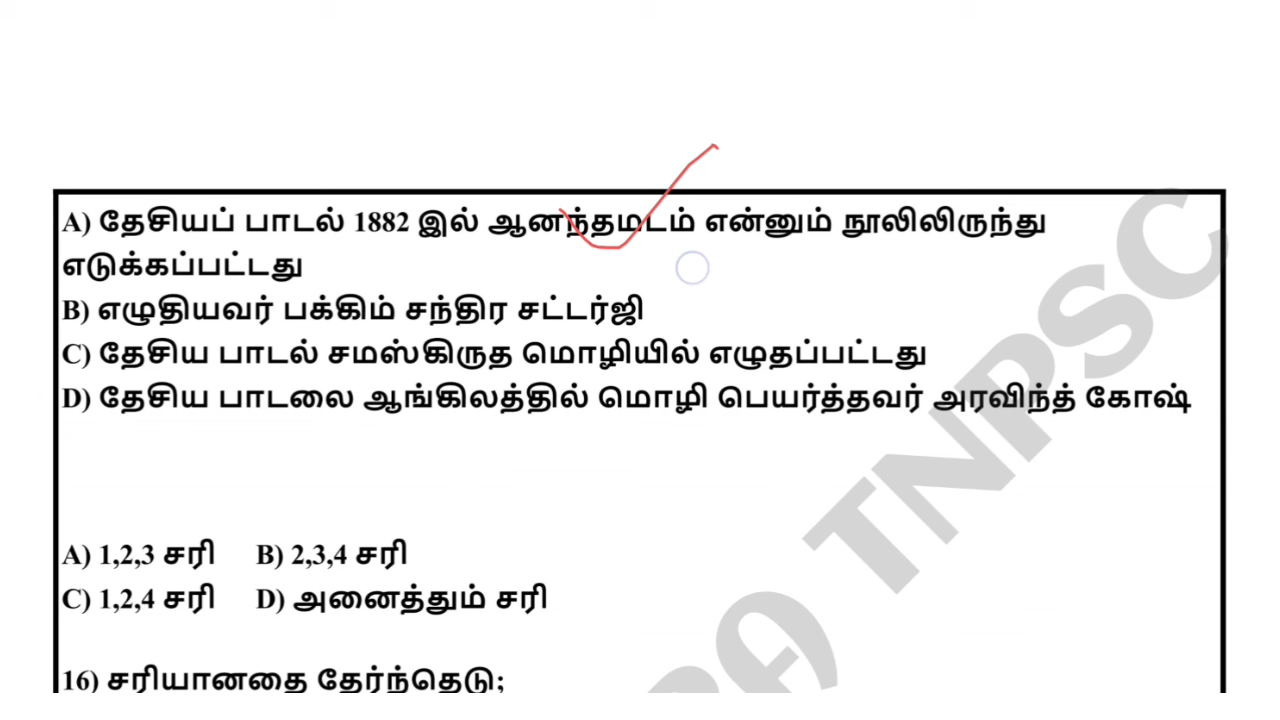 A) தேசியப் பாடல் 1882 இல் ஆனந்தமடம் என்னும் நூலிலிருந்து
எடுக்கப்பட்டது
B) எழுதியவர் பக்கிம் சந்திர சட்டர்ஜி
C) தேசிய பாடல் சமஸ்கிருத மொழியில் எழுதப்பட்டது
D) தேசிய பாடலை ஆங்கிலத்தில் மொழி பெயர்த்தவர் அரவிந்த் கோஷ்
A) 1,2,3 சரி B) 2,3,4 சரி
C) 1,2,4 சரி D) அனைத்தும் சரி
16) சரியானதை தேர்ந்தெடு;
TNPSC